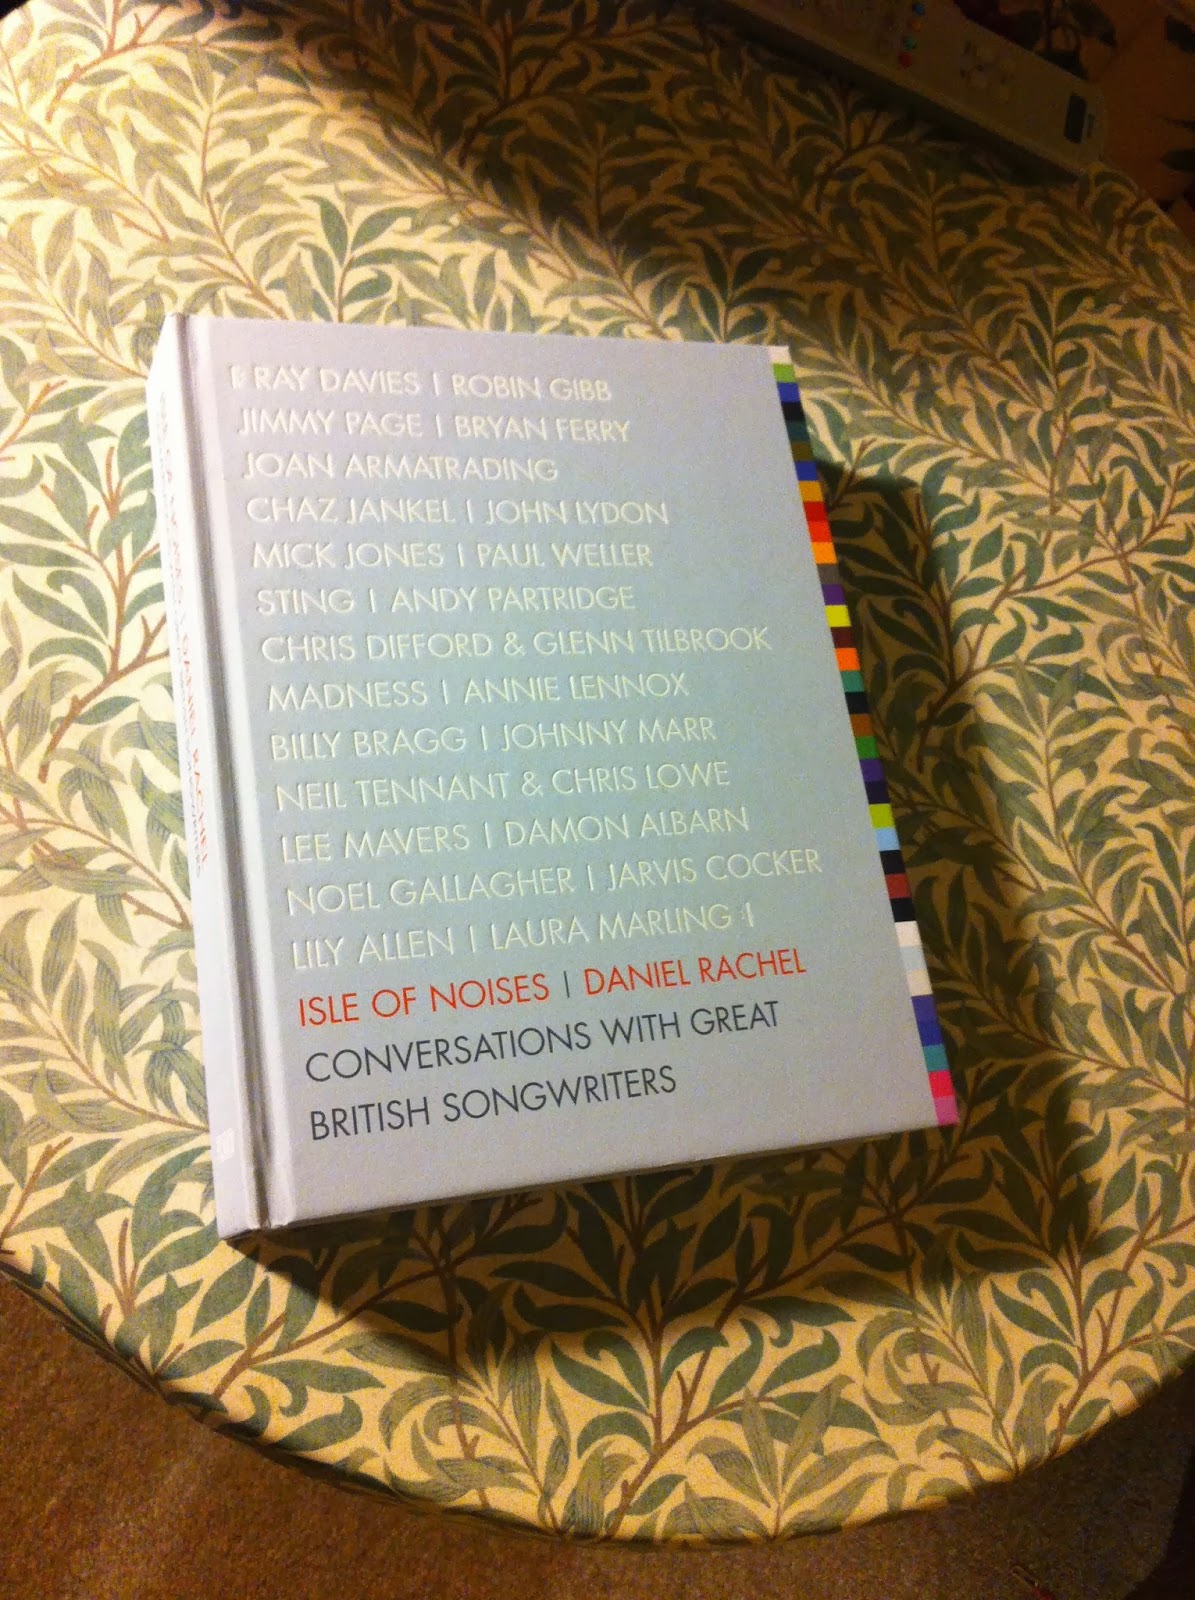 RAY DAVIES | ROBIN GIBB
JIMMY PAGE | BRYAN FERRY
JOAN ARMATRADING
CHAZ JANKEL | JOHN LYDON
MICK JONES | PAUL WELLER
STING | ANDY PARTRIDGE
CHRIS DIFFORD & GLENN TILBROOK
MADNESS | ANNIE LENNOX
BILLY BRAGG | JOHNNY MARR
NEIL TENNANT & CHRIS LOWE
LEE MAVERS | DAMON ALBARN
NOEL GALLAGHER | JARVIS COCKER
LILY ALLEN | LAURA MARLING
ISLE OF NOISES | DANIEL RACHEL
CONVERSATIONS WITH GREAT
BRITISH SONGWRITERS
DANIEL RACHEL